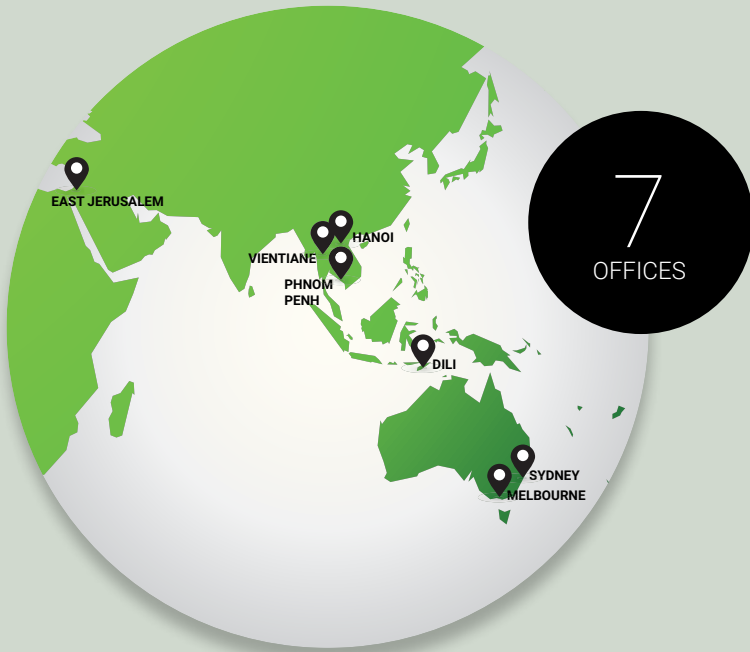 7
OFFICES
EAST JERUSALEM
HANOI
VIENTIANE
PHNOM
PENH
DILI
SYDNEY
MELBOURNE